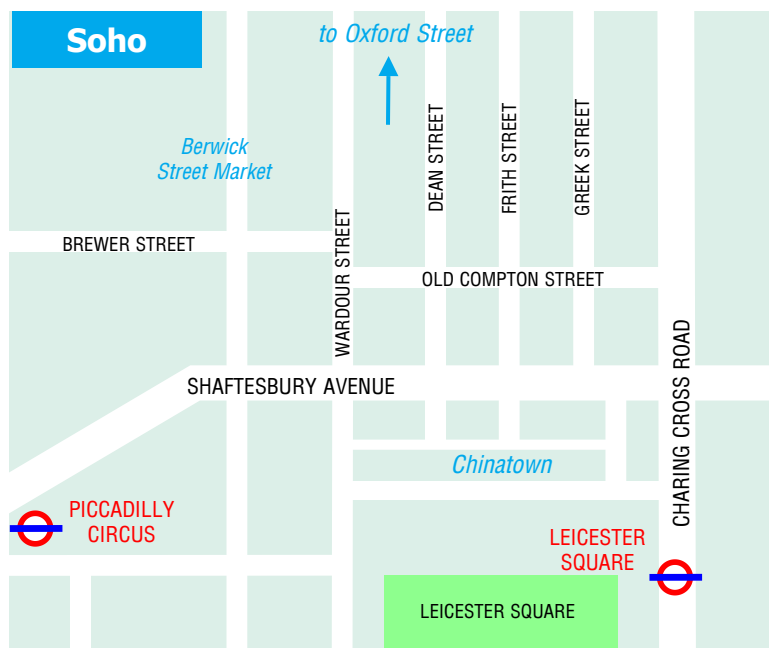 Soho
to Oxford Street
Berwick
Street Market
DEAN STREET
FRITH STREET
GREEK STREET
BREWER STREET
WARDOUR STREET
OLD COMPTON STREET
SHAFTESBURY AVENUE
CHARING CROSS ROAD
Chinatown
PICCADILLY
CIRCUS
LEICESTER
SQUARE
LEICESTER SQUARE